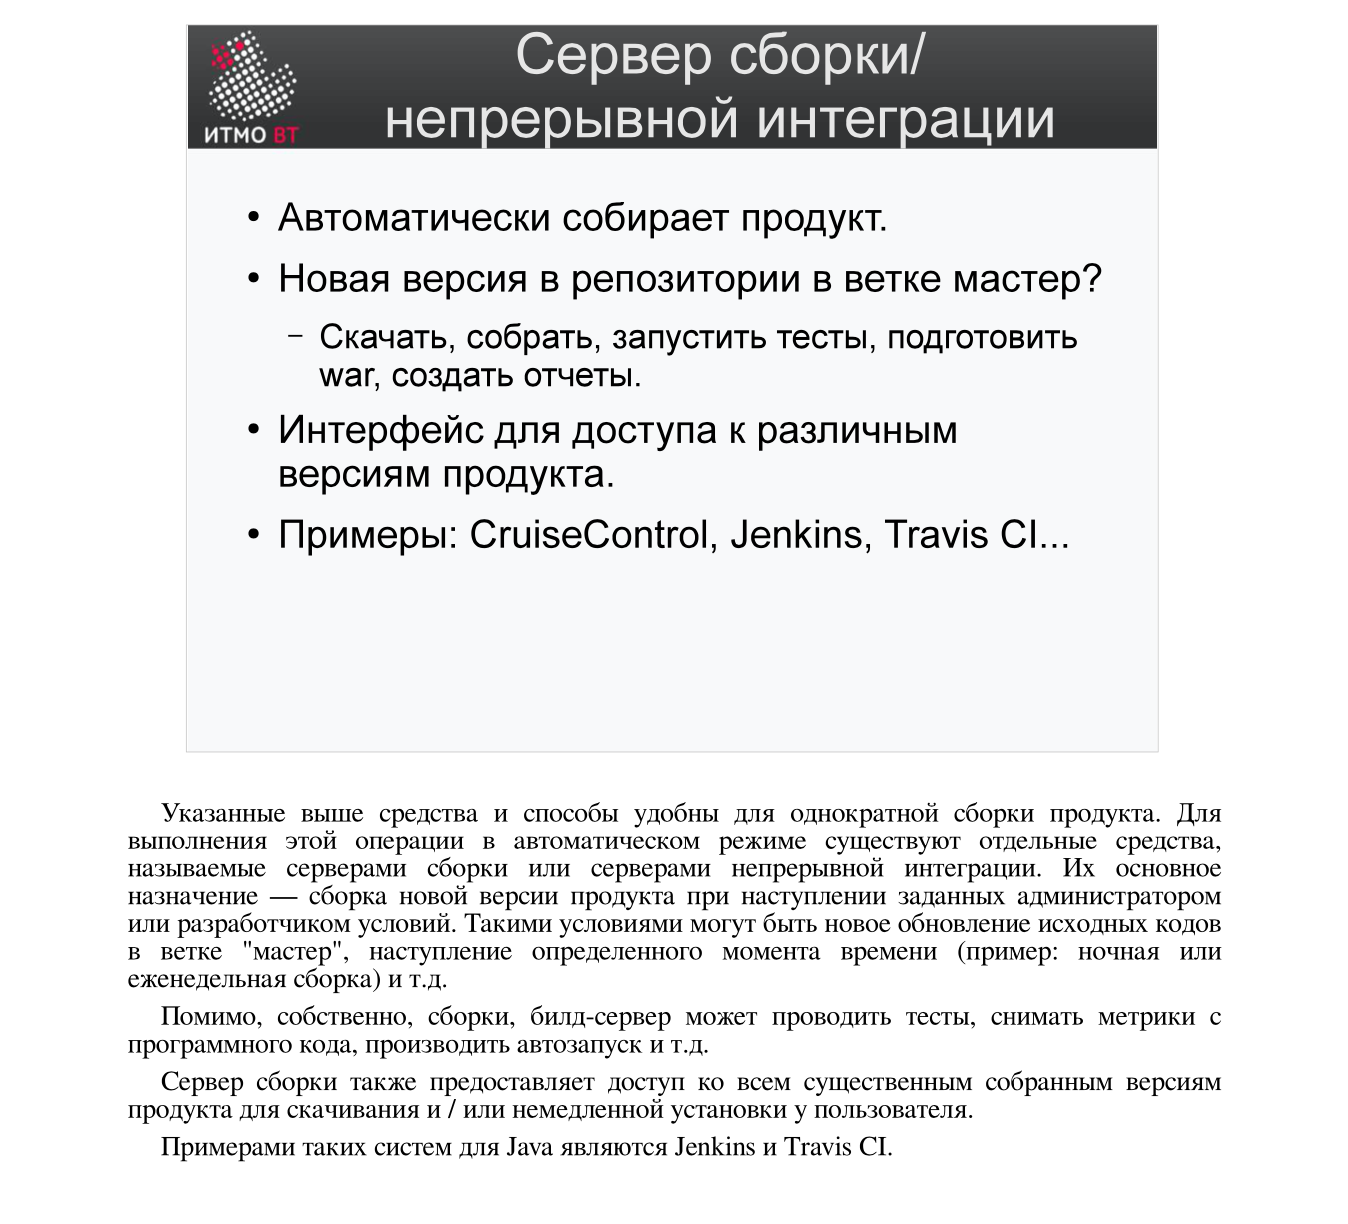 ИТМО ВТ
Сервер сборки/
непрерывной интеграции
• Автоматически собирает продукт.
• Новая версия в репозитории в ветке мастер?
– Скачать, собрать, запустить тесты, подготовить
war, создать отчеты.
• Интерфейс для доступа к различным
версиям продукта.
• Примеры: CruiseControl, Jenkins, Travis CI...
Указанные выше средства и способы удобны для однократной сборки продукта. Для
выполнения этой операции в автоматическом режиме существуют отдельные средства,
называемые серверами сборки или серверами непрерывной интеграции. Их основное
назначение — сборка новой версии продукта при наступлении заданных администратором
или разработчиком условий. Такими условиями могут быть новое обновление исходных кодов
в ветке "мастер", наступление определенного момента времени (пример: ночная или
еженедельная сборка) и т.д.
Помимо, собственно, сборки, билд-сервер может проводить тесты, снимать метрики с
программного кода, производить автозапуск и т.д.
Сервер сборки также предоставляет доступ ко всем существенным собранным версиям
продукта для скачивания и / или немедленной установки у пользователя.
Примерами таких систем для Java являются Jenkins и Travis CI.